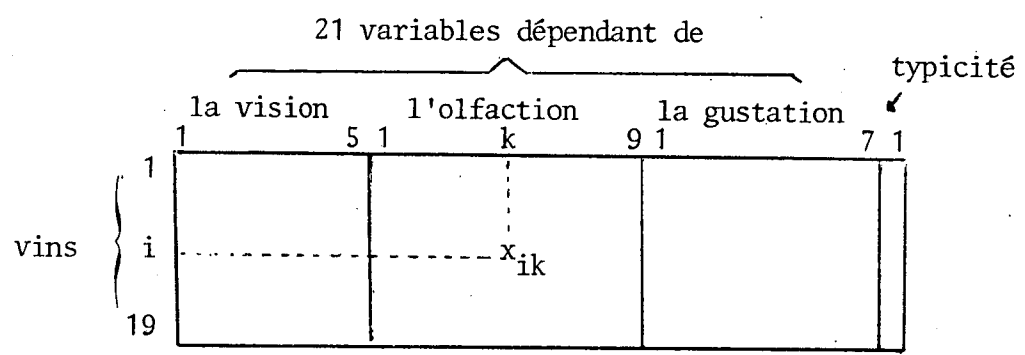 21 variables dépendant de
typicité
la vision l'olfaction la gustation
1 5 1 k 9 1 7 1
1
vins i x_ik
19